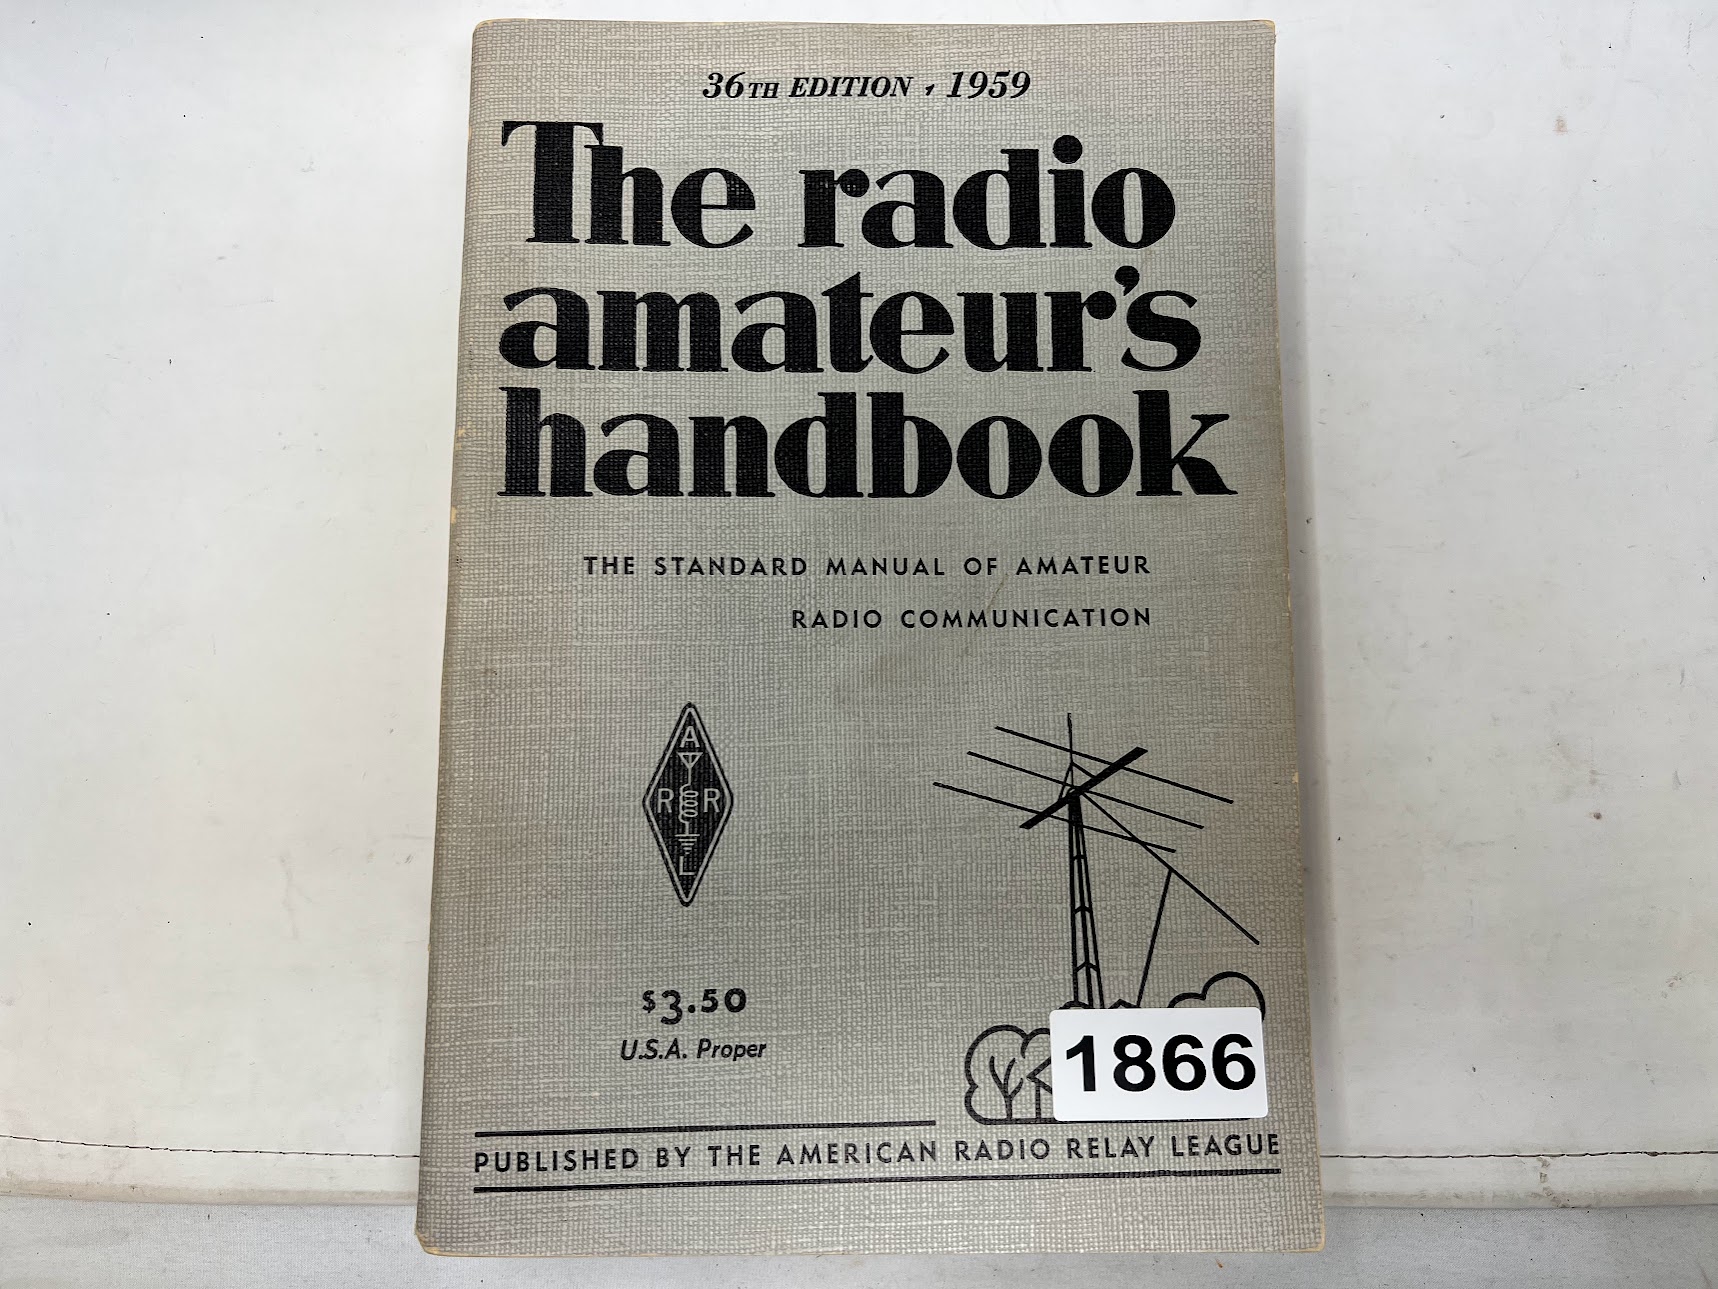 36TH EDITION , 1959
The radio
amateur's
handbook
THE STANDARD MANUAL OF AMATEUR
RADIO COMMUNICATION
A
R R
L
$3.50
U.S.A. Proper
1866
PUBLISHED BY THE AMERICAN RADIO RELAY LEAGUE